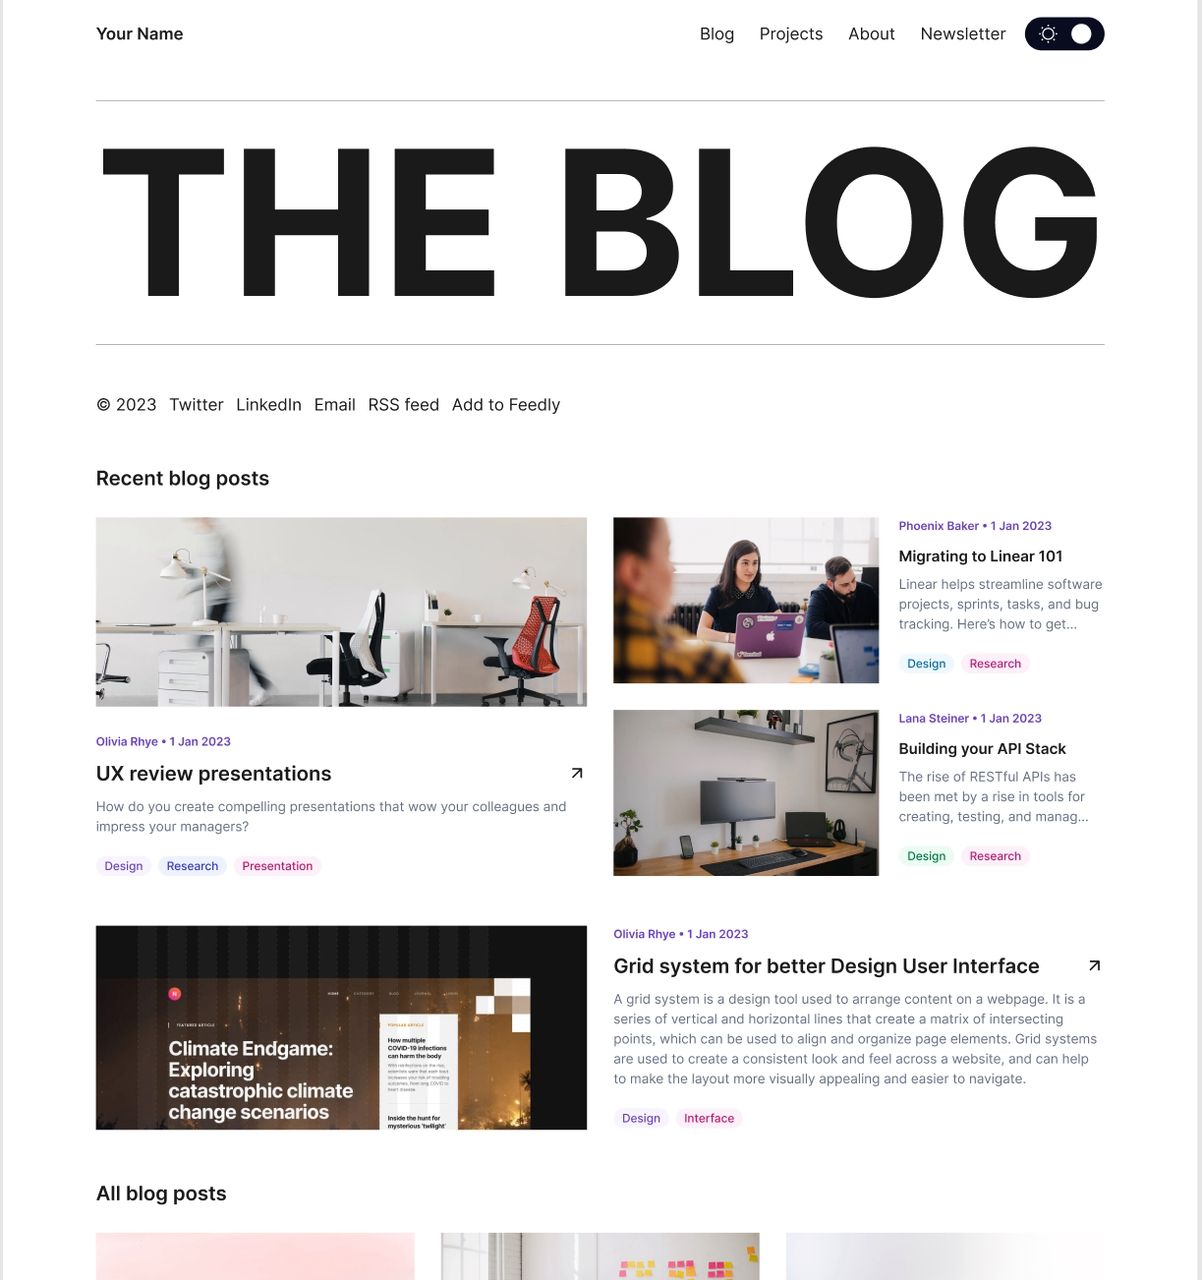 Your Name
Blog Projects About Newsletter
THE BLOG
© 2023 Twitter LinkedIn Email RSS feed Add to Feedly
Recent blog posts
Olivia Rhye • 1 Jan 2023
UX review presentations
How do you create compelling presentations that wow your colleagues and
impress your managers?
Design Research Presentation
Phoenix Baker • 1 Jan 2023
Migrating to Linear 101
Linear helps streamline software
projects, sprints, tasks, and bug
tracking. Here's how to get...
Design Research
Lana Steiner • 1 Jan 2023
Building your API Stack
The rise of RESTful APIs has
been met by a rise in tools for
creating, testing, and manag...
Design Research
HOME CATEGORY BLOG JOURNAL LOGIN
FEATURED ARTICLE
Climate Endgame:
Exploring
catastrophic climate
change scenarios
POPULAR ARTICLE
How multiple
COVID-19 infections
can harm the body
Inside the hunt for
mysterious 'twilight'
Olivia Rhye • 1 Jan 2023
Grid system for better Design User Interface
A grid system is a design tool used to arrange content on a webpage. It is a
series of vertical and horizontal lines that create a matrix of intersecting
points, which can be used to align and organize page elements. Grid systems
are used to create a consistent look and feel across a website, and can help
to make the layout more visually appealing and easier to navigate.
Design Interface
All blog posts